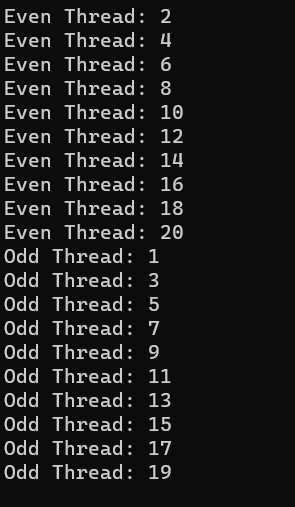 Even Thread: 2
Even Thread: 4
Even Thread: 6
Even Thread: 8
Even Thread: 10
Even Thread: 12
Even Thread: 14
Even Thread: 16
Even Thread: 18
Even Thread: 20
Odd Thread: 1
Odd Thread: 3
Odd Thread: 5
Odd Thread: 7
Odd Thread: 9
Odd Thread: 11
Odd Thread: 13
Odd Thread: 15
Odd Thread: 17
Odd Thread: 19